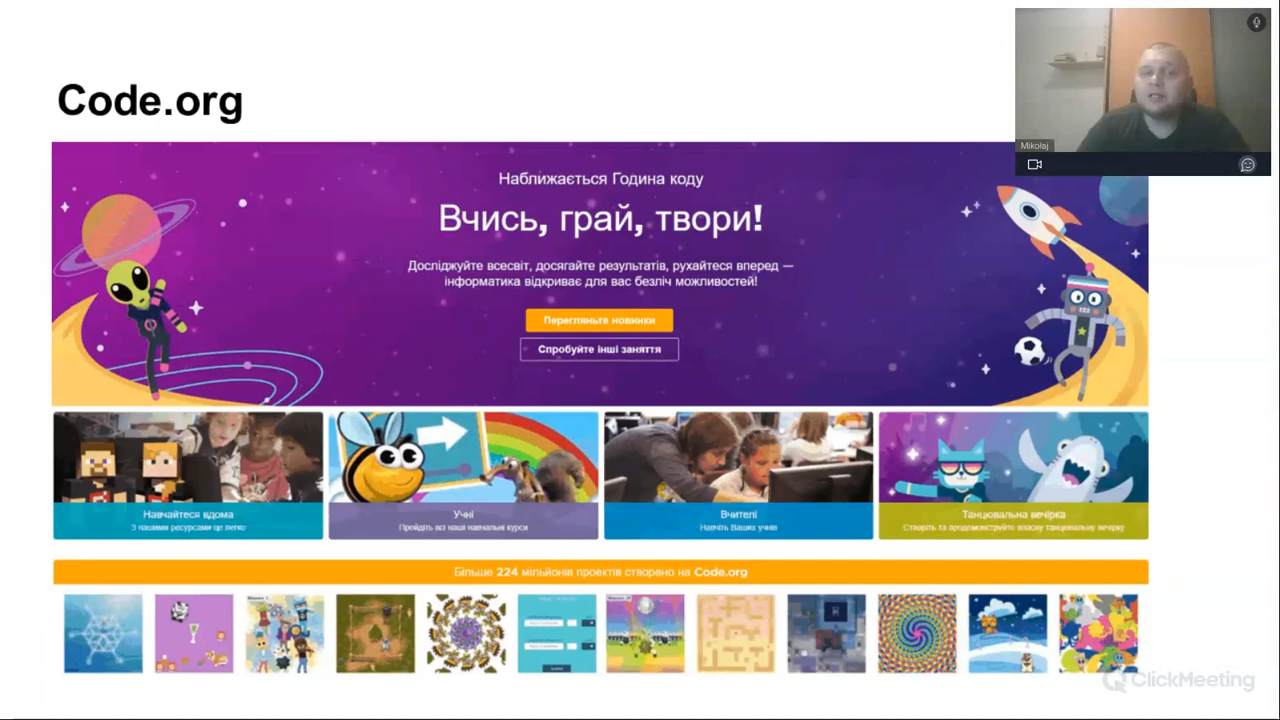 Code.org
Mikołaj
Наближається Година коду
Вчись, грай, твори!
Досліджуйте всесвіт, досягайте результатів, рухайтеся вперед —
інформатика відкриває для вас безліч можливостей!
Перегляньте новинки
Спробуйте інші заняття
Навчайтеся вдома
З нашими ресурсами це легко
Учні
Пройдіть всі наші навчальні курси
Вчителі
Навчіть Ваших учнів
Танцювальна вечірка
Створіть та продемонструйте власну танцювальну вечірку
Більше 224 мільйонів проектів створено на Code.org
ClickMeeting